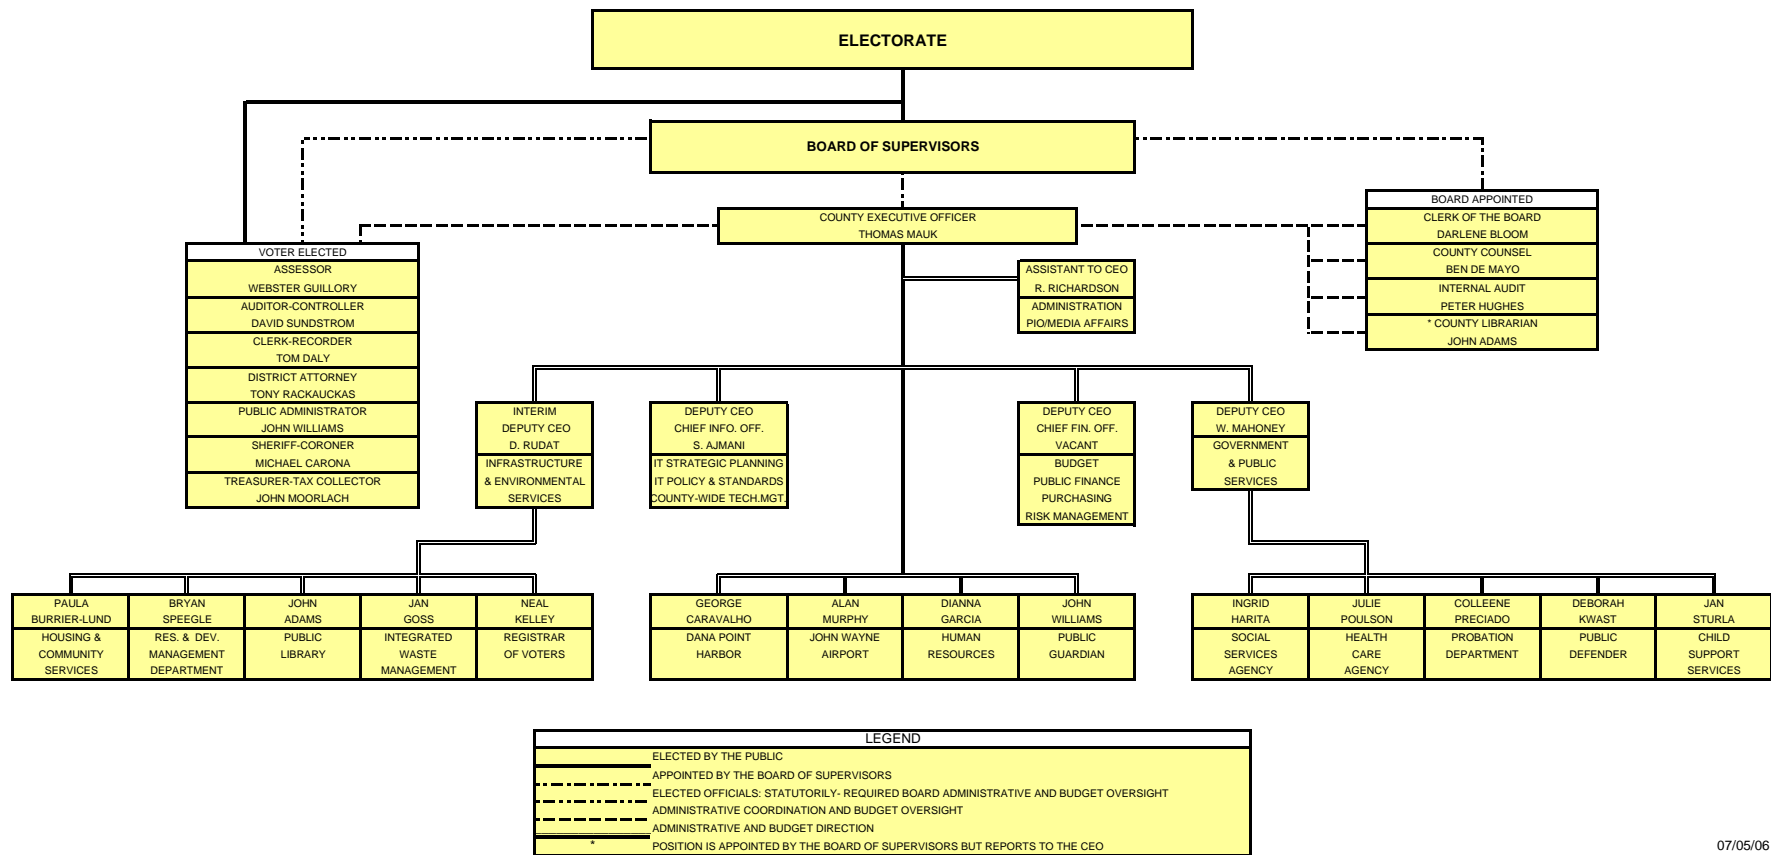 ELECTORATE
BOARD OF SUPERVISORS
COUNTY EXECUTIVE OFFICER
THOMAS MAUK
BOARD APPOINTED
CLERK OF THE BOARD
DARLENE BLOOM
COUNTY COUNSEL
BEN DE MAYO
INTERNAL AUDIT
PETER HUGHES
* COUNTY LIBRARIAN
JOHN ADAMS
VOTER ELECTED
ASSESSOR
WEBSTER GUILLORY
AUDITOR-CONTROLLER
DAVID SUNDSTROM
CLERK-RECORDER
TOM DALY
DISTRICT ATTORNEY
TONY RACKAUCKAS
PUBLIC ADMINISTRATOR
JOHN WILLIAMS
SHERIFF-CORONER
MICHAEL CARONA
TREASURER-TAX COLLECTOR
JOHN MOORLACH
ASSISTANT TO CEO
R. RICHARDSON
ADMINISTRATION
PIO/MEDIA AFFAIRS
INTERIM
DEPUTY CEO
D. RUDAT
INFRASTRUCTURE
& ENVIRONMENTAL
SERVICES
DEPUTY CEO
CHIEF INFO. OFF.
S. AJMANI
IT STRATEGIC PLANNING
IT POLICY & STANDARDS
COUNTY-WIDE TECH.MGT.
DEPUTY CEO
CHIEF FIN. OFF.
VACANT
BUDGET
PUBLIC FINANCE
PURCHASING
RISK MANAGEMENT
DEPUTY CEO
W. MAHONEY
GOVERNMENT
& PUBLIC
SERVICES
PAULA
BURRIER-LUND
HOUSING &
COMMUNITY
SERVICES
BRYAN
SPEEGLE
RES. & DEV.
MANAGEMENT
DEPARTMENT
JOHN
ADAMS
PUBLIC
LIBRARY
JAN
GOSS
INTEGRATED
WASTE
MANAGEMENT
NEAL
KELLEY
REGISTRAR
OF VOTERS
GEORGE
CARAVALHO
DANA POINT
HARBOR
ALAN
MURPHY
JOHN WAYNE
AIRPORT
DIANNA
GARCIA
HUMAN
RESOURCES
JOHN
WILLIAMS
PUBLIC
GUARDIAN
INGRID
HARITA
SOCIAL
SERVICES
AGENCY
JULIE
POULSON
HEALTH
CARE
AGENCY
COLLEENE
PRECIADO
PROBATION
DEPARTMENT
DEBORAH
KWAST
PUBLIC
DEFENDER
JAN
STURLA
CHILD
SUPPORT
SERVICES
LEGEND
ELECTED BY THE PUBLIC
APPOINTED BY THE BOARD OF SUPERVISORS
ELECTED OFFICIALS: STATUTORILY- REQUIRED BOARD ADMINISTRATIVE AND BUDGET OVERSIGHT
ADMINISTRATIVE COORDINATION AND BUDGET OVERSIGHT
ADMINISTRATIVE AND BUDGET DIRECTION
* POSITION IS APPOINTED BY THE BOARD OF SUPERVISORS BUT REPORTS TO THE CEO
07/05/06